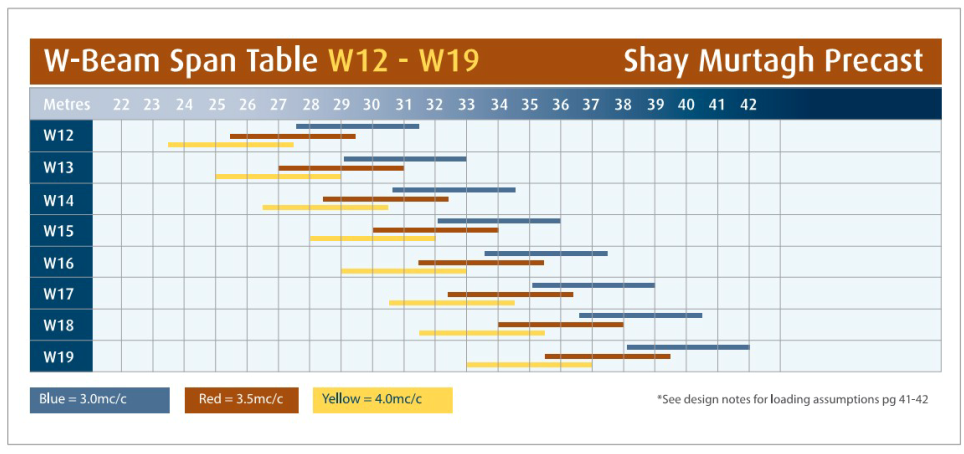 W-Beam Span Table W12 - W19
Shay Murtagh Precast
Metres 22 23 24 25 26 27 28 29 30 31 32 33 34 35 36 37 38 39 40 41 42
W12
W13
W14
W15
W16
W17
W18
W19
Blue = 3.0mc/c
Red = 3.5mc/c
Yellow = 4.0mc/c
*See design notes for loading assumptions pg 41-42